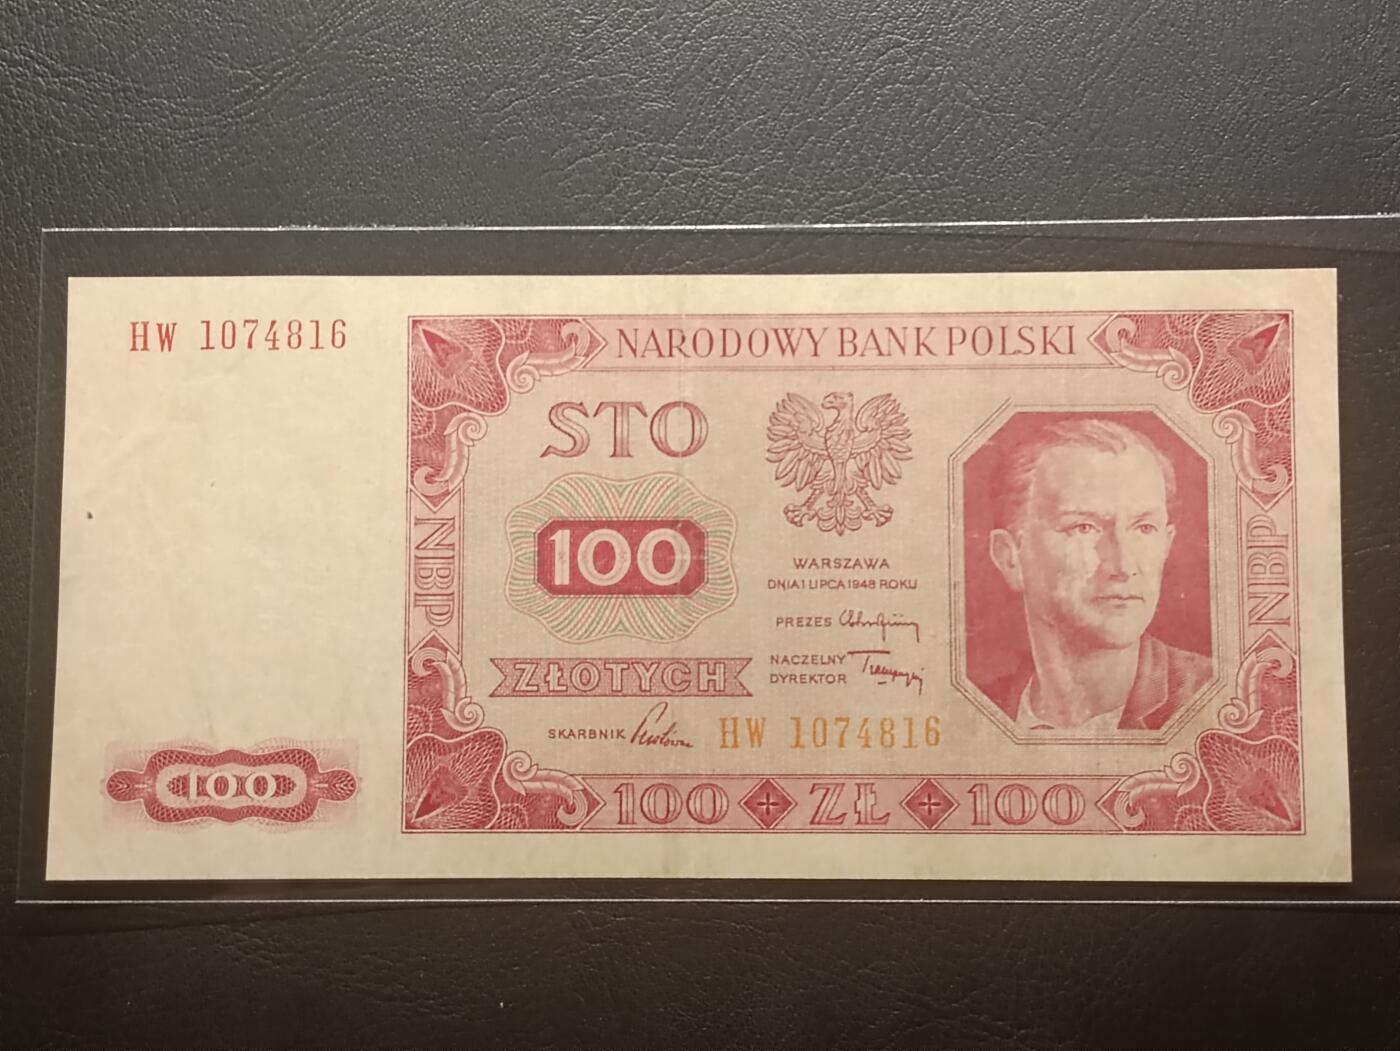 HW 1074816
NARODOWY BANK POLSKI
STO
100
ZŁOTYCH
WARSZAWA
DNIA 1 LIPCA 1948 ROKU
PREZES
NACZELNY
DYREKTOR
SKARBNIK
HW 1074816
NBP
NBP
100
100 ZŁ 100